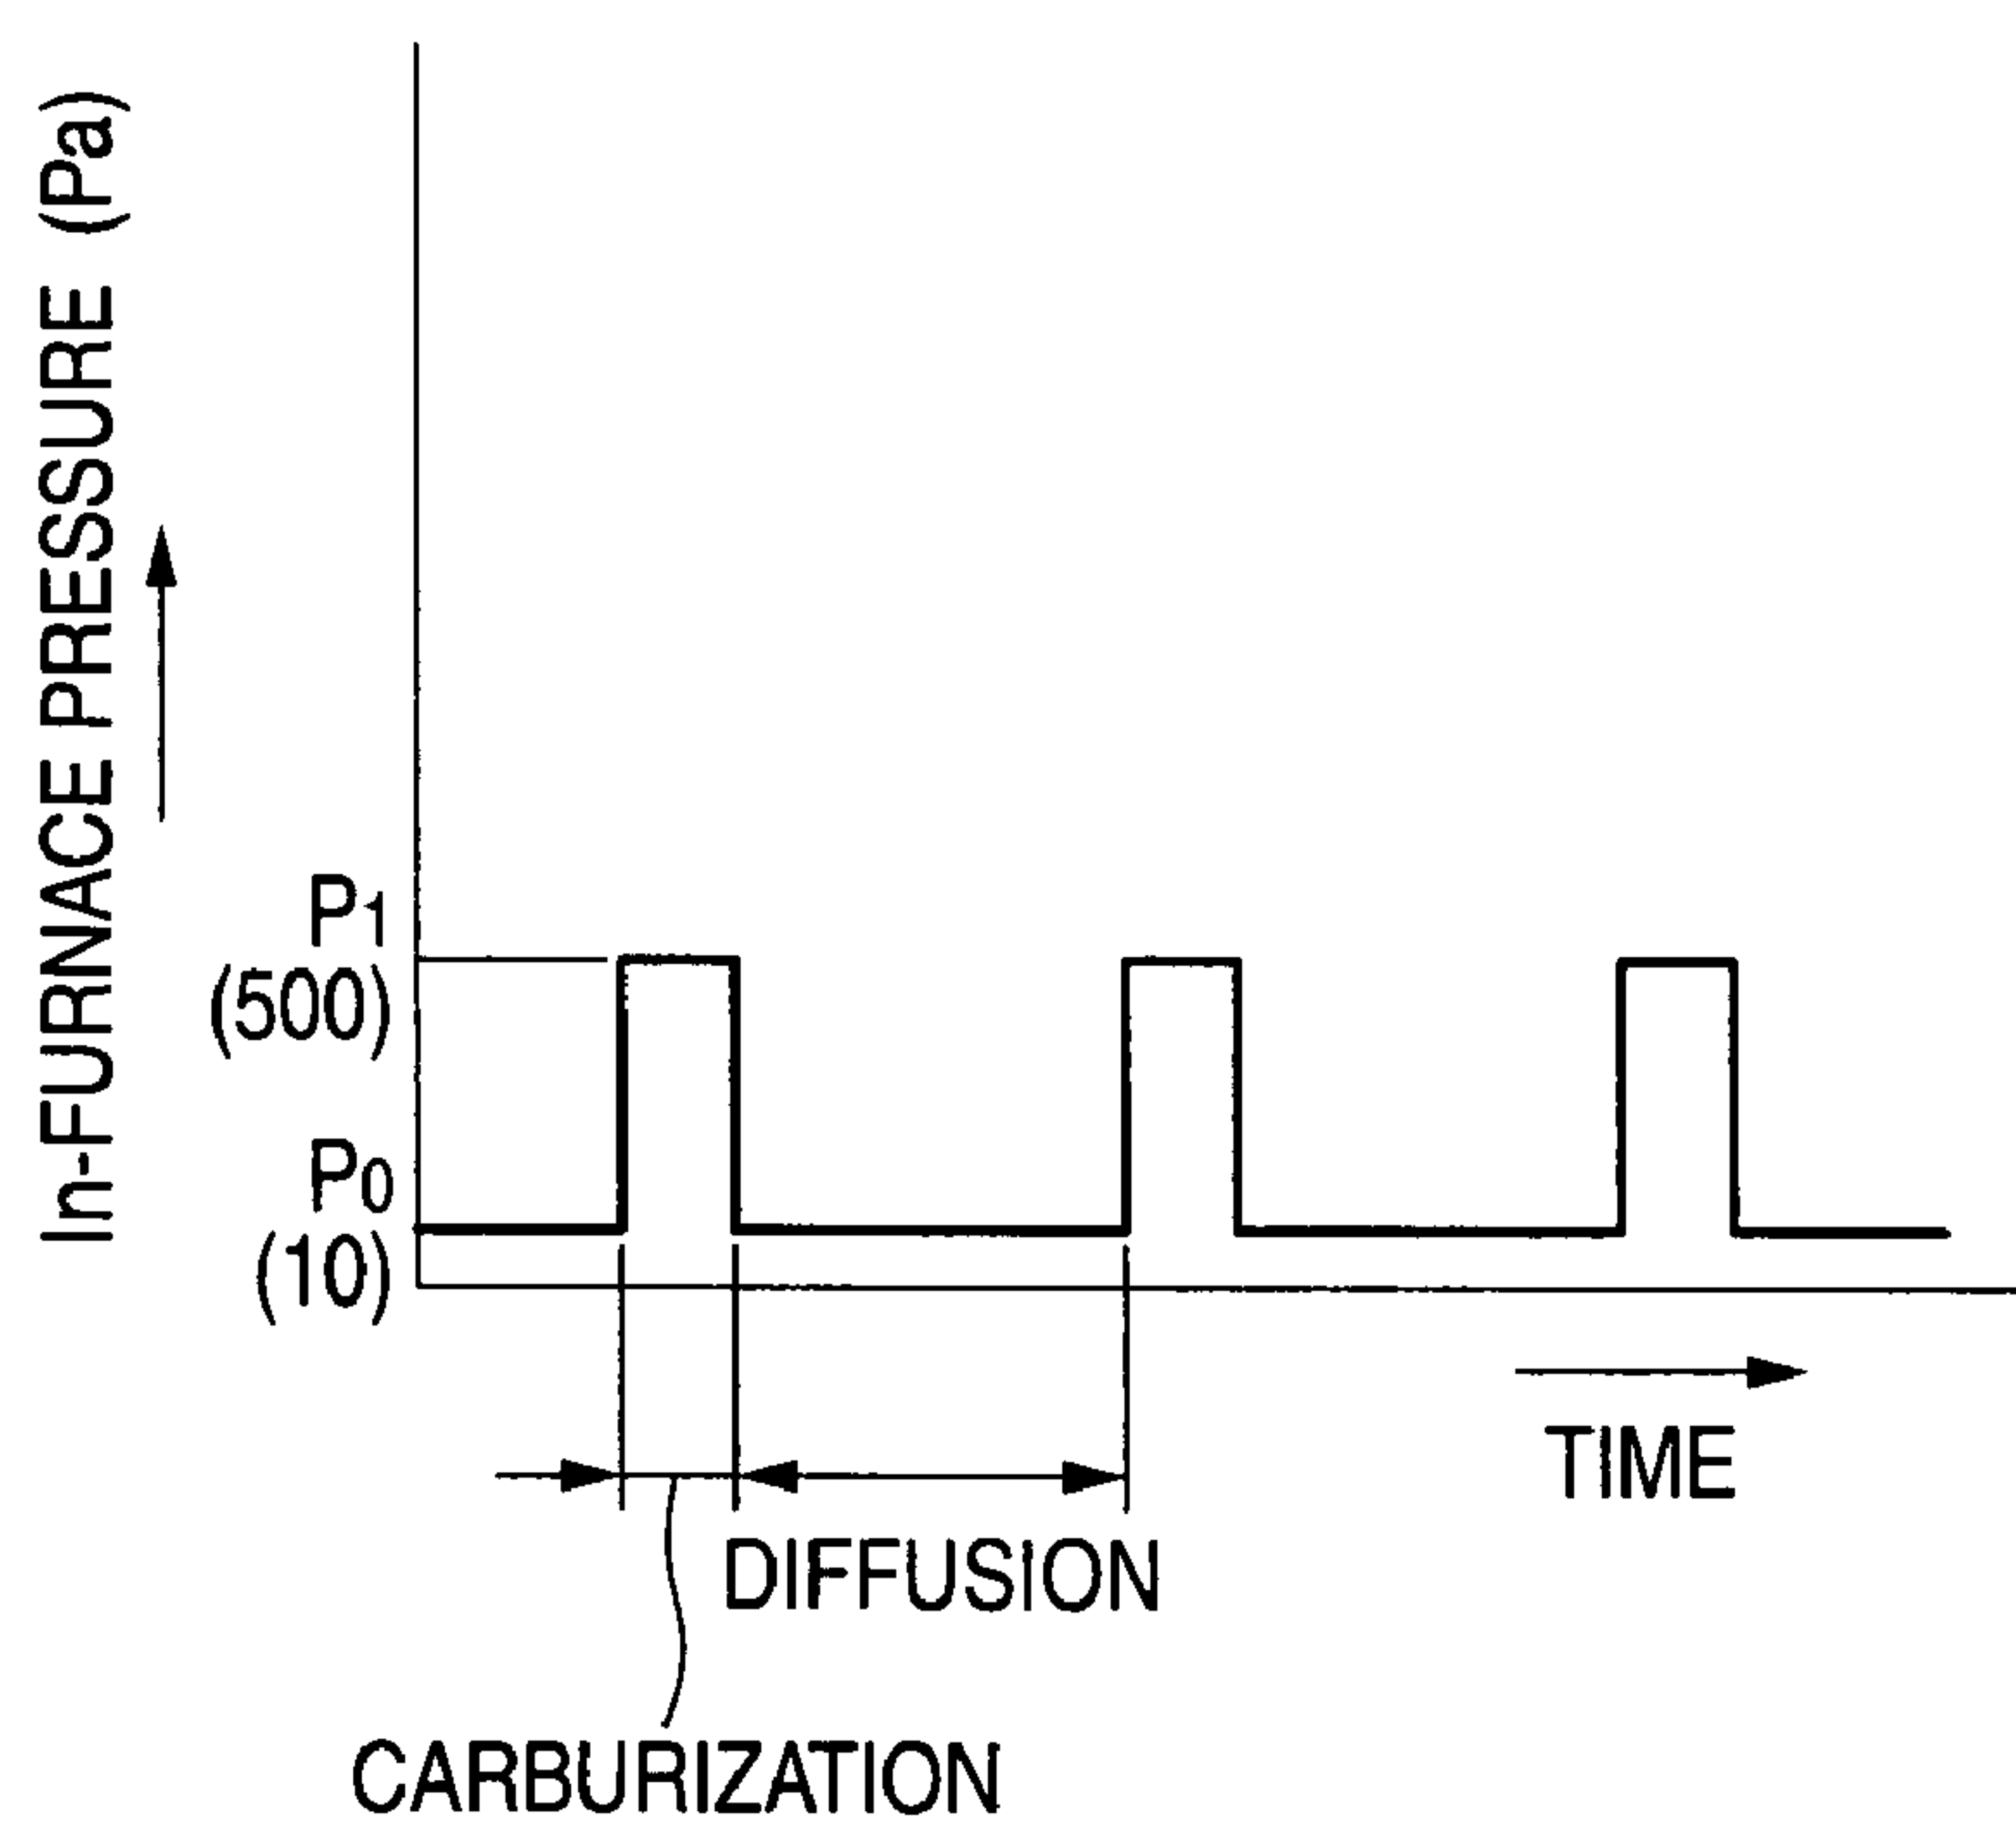 In-FURNACE PRESSURE (Pa)
P1
(500)
P0
(10)
TIME
DIFFUSION
CARBURIZATION